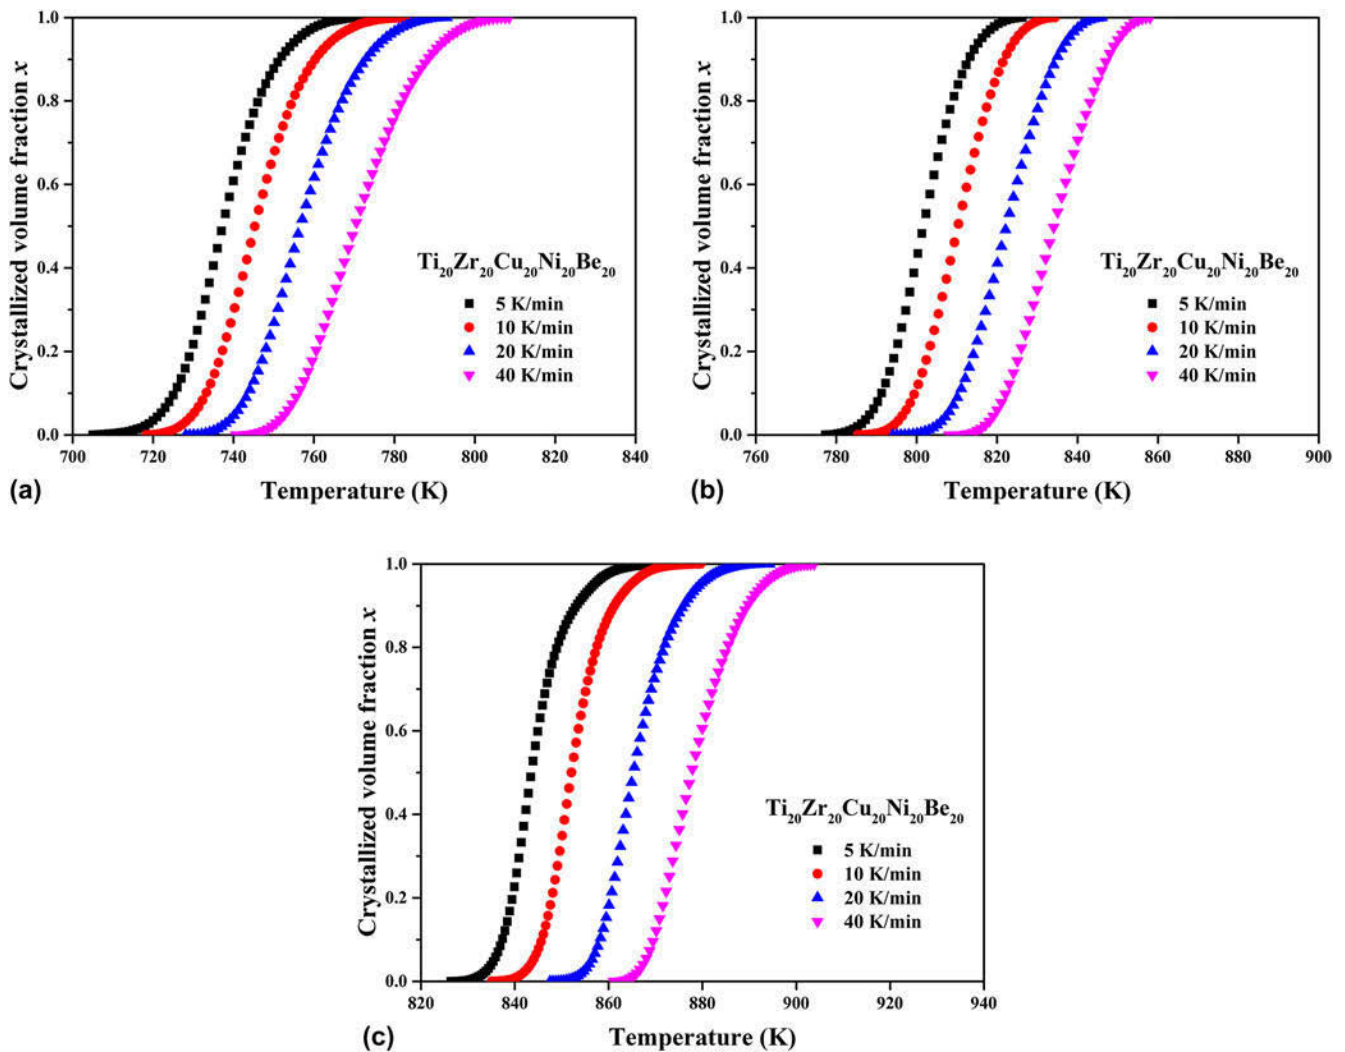 Crystallized volume fraction x
1.0
0.8
0.6
0.4
0.2
0.0
Ti20Zr20Cu20Ni20Be20
5 K/min
10 K/min
20 K/min
40 K/min
700 720 740 760 780 800 820 840
Temperature (K)
(a)
Crystallized volume fraction x
1.0
0.8
0.6
0.4
0.2
0.0
Ti20Zr20Cu20Ni20Be20
5 K/min
10 K/min
20 K/min
40 K/min
760 780 800 820 840 860 880 900
Temperature (K)
(b)
Crystallized volume fraction x
1.0
0.8
0.6
0.4
0.2
0.0
Ti20Zr20Cu20Ni20Be20
5 K/min
10 K/min
20 K/min
40 K/min
820 840 860 880 900 920 940
Temperature (K)
(c)